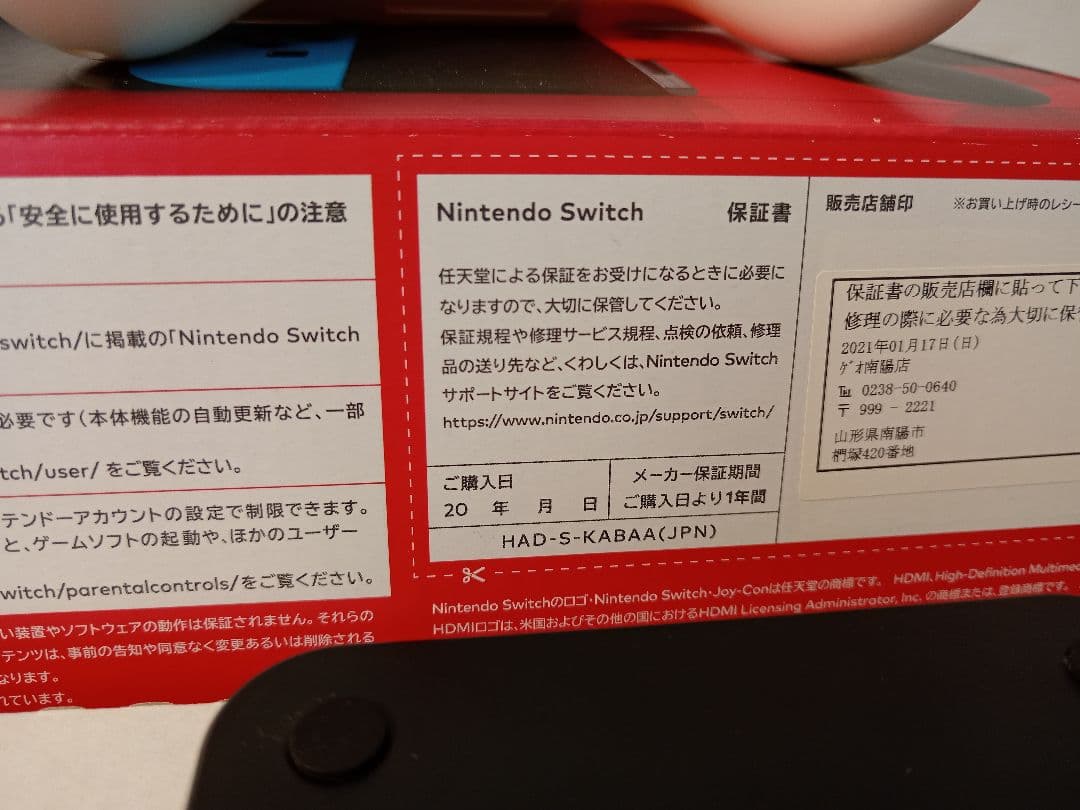 「安全に使用するために」の注意
switch/に掲載の「Nintendo Switch
必要です(本体機能の自動更新など、一部
tch/user/ をご覧ください。
テンドーアカウントの設定で制限できます。
と、ゲームソフトの起動や、ほかのユーザー
witch/parentalcontrols/をご覧ください。
い装置やソフトウェアの動作は保証されません。それらの
テンツは、事前の告知や同意なく変更あるいは削除される
なります。
れています。
Nintendo Switch 保証書
任天堂による保証をお受けになるときに必要に
なりますので、大切に保管してください。
保証規程や修理サービス規程、点検の依頼、修理
品の送り先など、くわしくは、Nintendo Switch
サポートサイトをご覧ください。
https://www.nintendo.co.jp/support/switch/
ご購入日
20 年 月 日
メーカー保証期間
ご購入日より1年間
HAD-S-KABAA(JPN)
販売店舗印 ※お買い上げ時のレシー
保証書の販売店欄に貼って下
修理の際に必要な為大切に保
2021年01月17日(日)
ゲオ南陽店
℡ 0238-50-0640
〒 999 - 2221
山形県南陽市
椚塚420番地
Nintendo Switchのロゴ・Nintendo Switch・Joy-Conは任天堂の商標です。 HDMI、High-Definition Multimed
HDMIロゴは、米国およびその他の国におけるHDMI Licensing Administrator, Inc. の商標または、登録商標です。